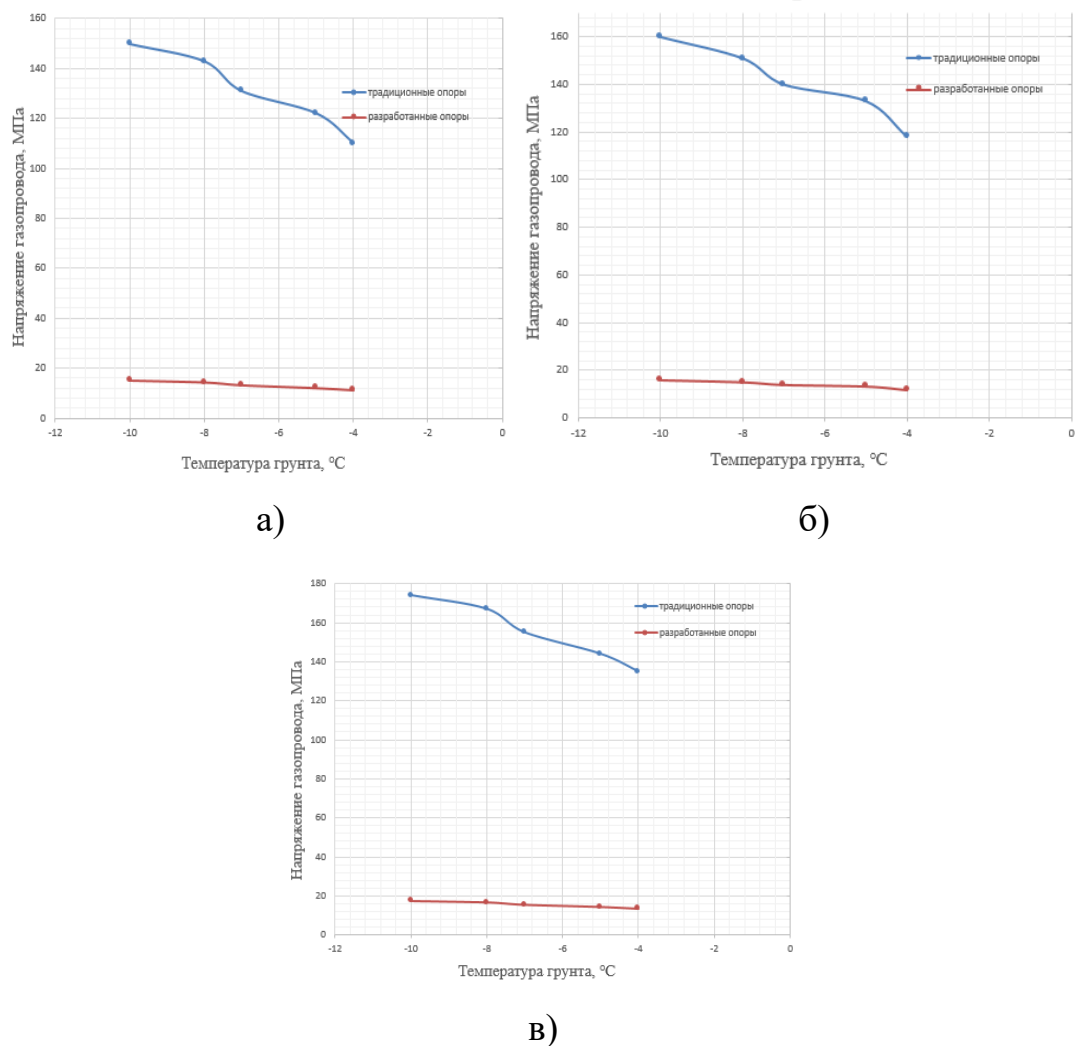 160
140
120
100
80
60
40
20
0
-12 -10 -8 -6 -4 -2 0
Напряжение газопровода, МПа
Температура грунта, °С
традиционные опоры
разработанные опоры
а)
160
140
120
100
80
60
40
20
0
-12 -10 -8 -6 -4 -2 0
Напряжение газопровода, МПа
Температура грунта, °С
традиционные опоры
разработанные опоры
б)
180
160
140
120
100
80
60
40
20
0
-12 -10 -8 -6 -4 -2 0
Напряжение газопровода, МПа
Температура грунта, °С
традиционные опоры
разработанные опоры
в)